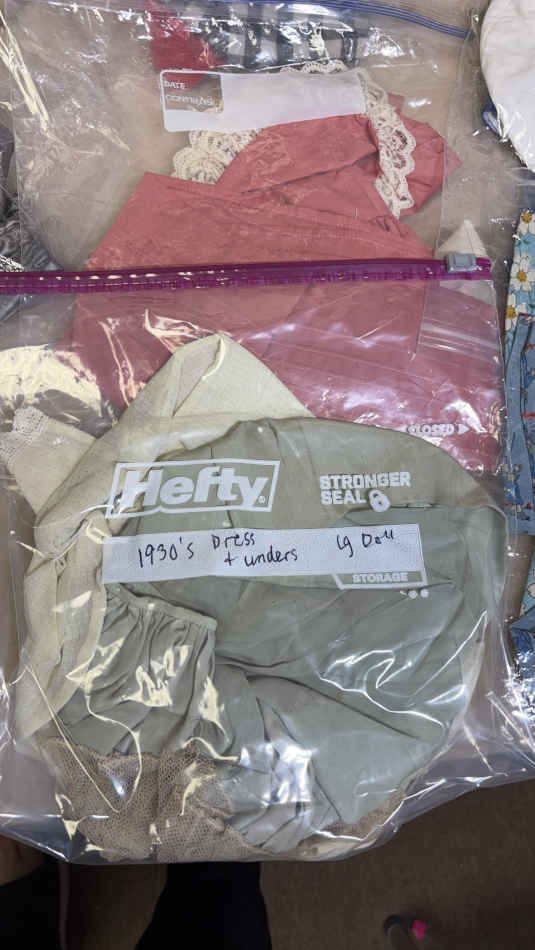 DATE
CONTENTS
CLOSED
Hefty®
STRONGER
SEAL
1930's Dress
+ unders
lg Doll
STORAGE